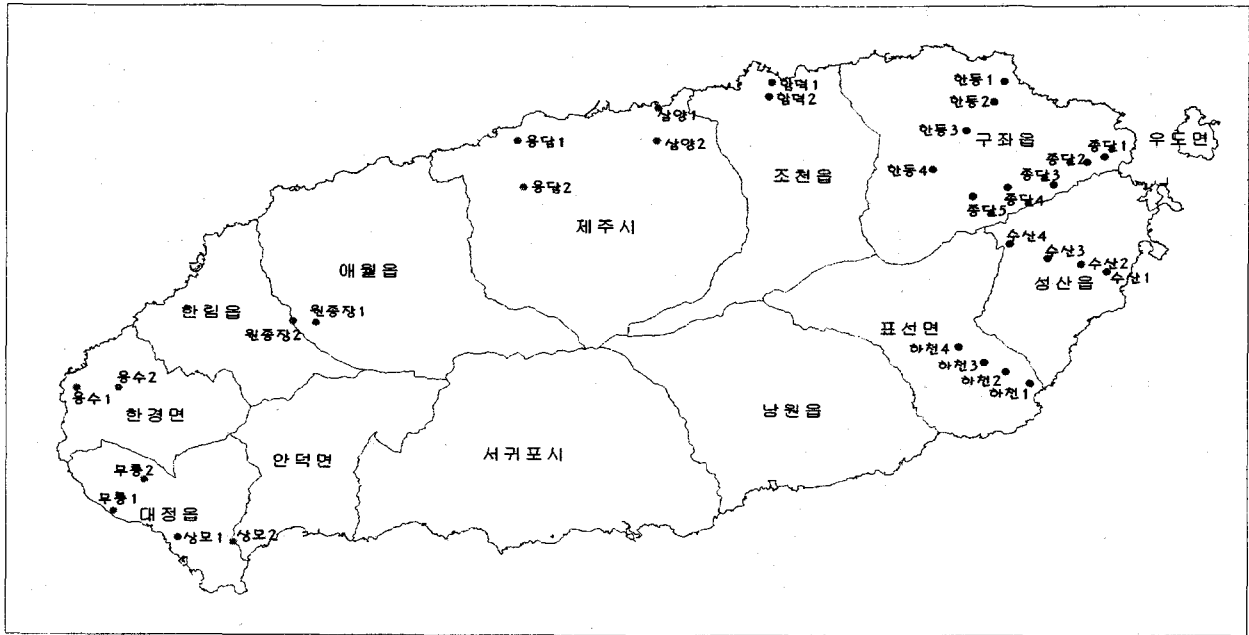 한동1
함덕1
함덕2
한동2
삼양1
한동3
구좌읍
우도면
용담1
삼양2
종달1
종달2
한동4
조천읍
종달3
용담2
종달4
종달5
제주시
수산4
수산3
애월읍
수산2
수산1
성산읍
한림읍
원종장1
원종장2
표선면
하천4
하천3
용수2
하천2
용수1
하천1
한경면
남원읍
서귀포시
안덕면
무릉2
무릉1
대정읍
상모1
상모2